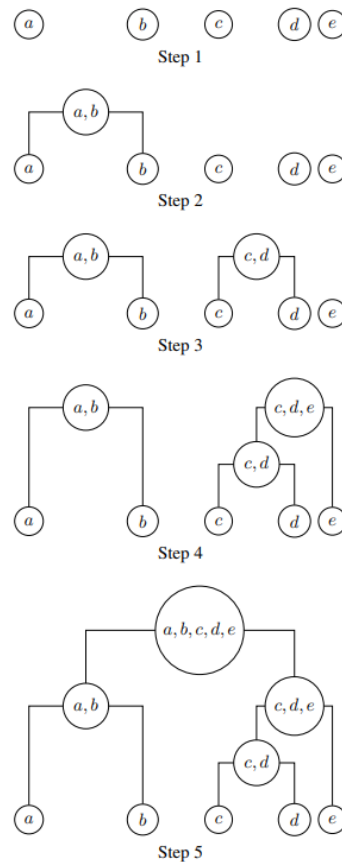 a b c d e
Step 1
a, b
a b c d e
Step 2
a, b c, d
a b c d e
Step 3
a, b c, d, e
c, d
a b c d e
Step 4
a, b, c, d, e
a, b c, d, e
c, d
a b c d e
Step 5